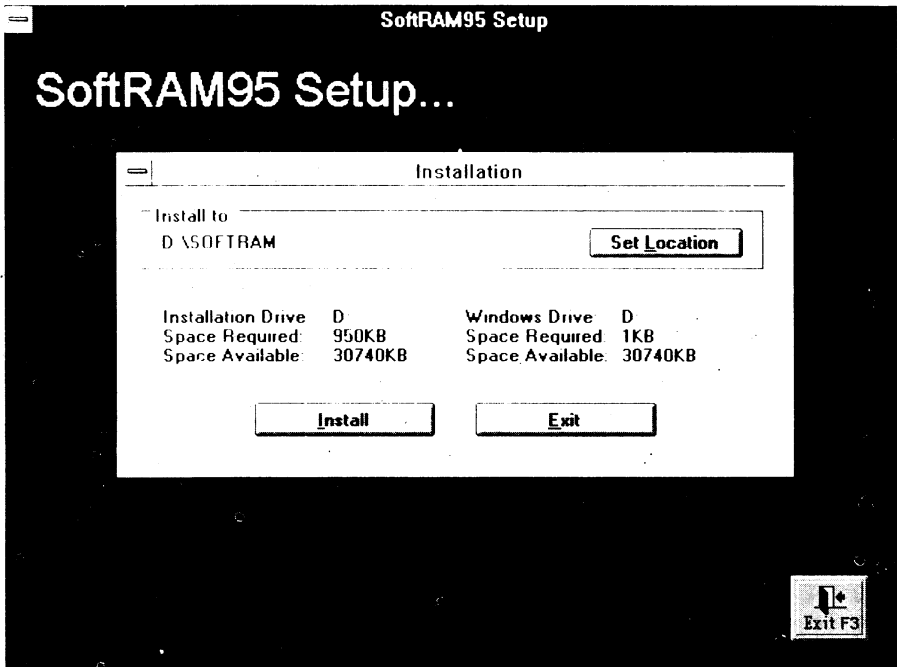 SoftRAM95 Setup
SoftRAM95 Setup...
Installation
Install to
D:\SOFTRAM
Set Location
Installation Drive: D:
Space Required: 950KB
Space Available: 30740KB
Windows Drive: D:
Space Required: 1KB
Space Available: 30740KB
Install
Exit
Exit F3